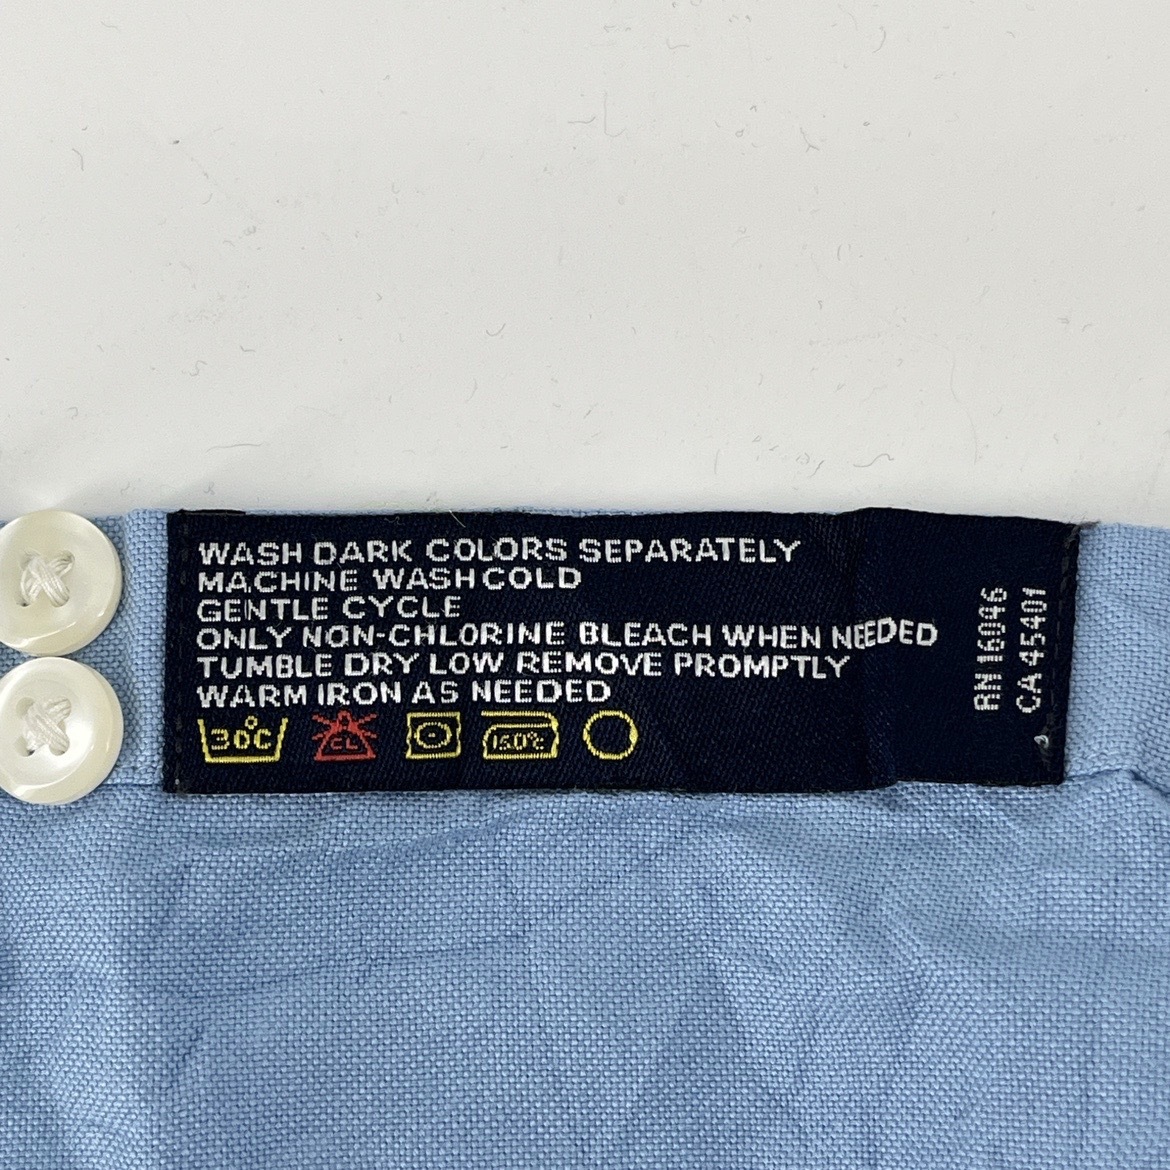 WASH DARK COLORS SEPARATELY
MACHINE WASH COLD
GENTLE CYCLE
ONLY NON-CHLORINE BLEACH WHEN NEEDED
TUMBLE DRY LOW REMOVE PROMPTLY
WARM IRON AS NEEDED
30°C CL 150°C
RN 16046
CA 45401